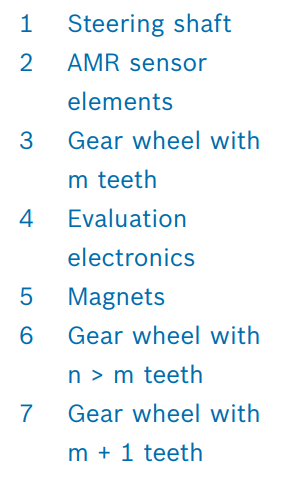 1 Steering shaft
2 AMR sensor
elements
3 Gear wheel with
m teeth
4 Evaluation
electronics
5 Magnets
6 Gear wheel with
n > m teeth
7 Gear wheel with
m + 1 teeth